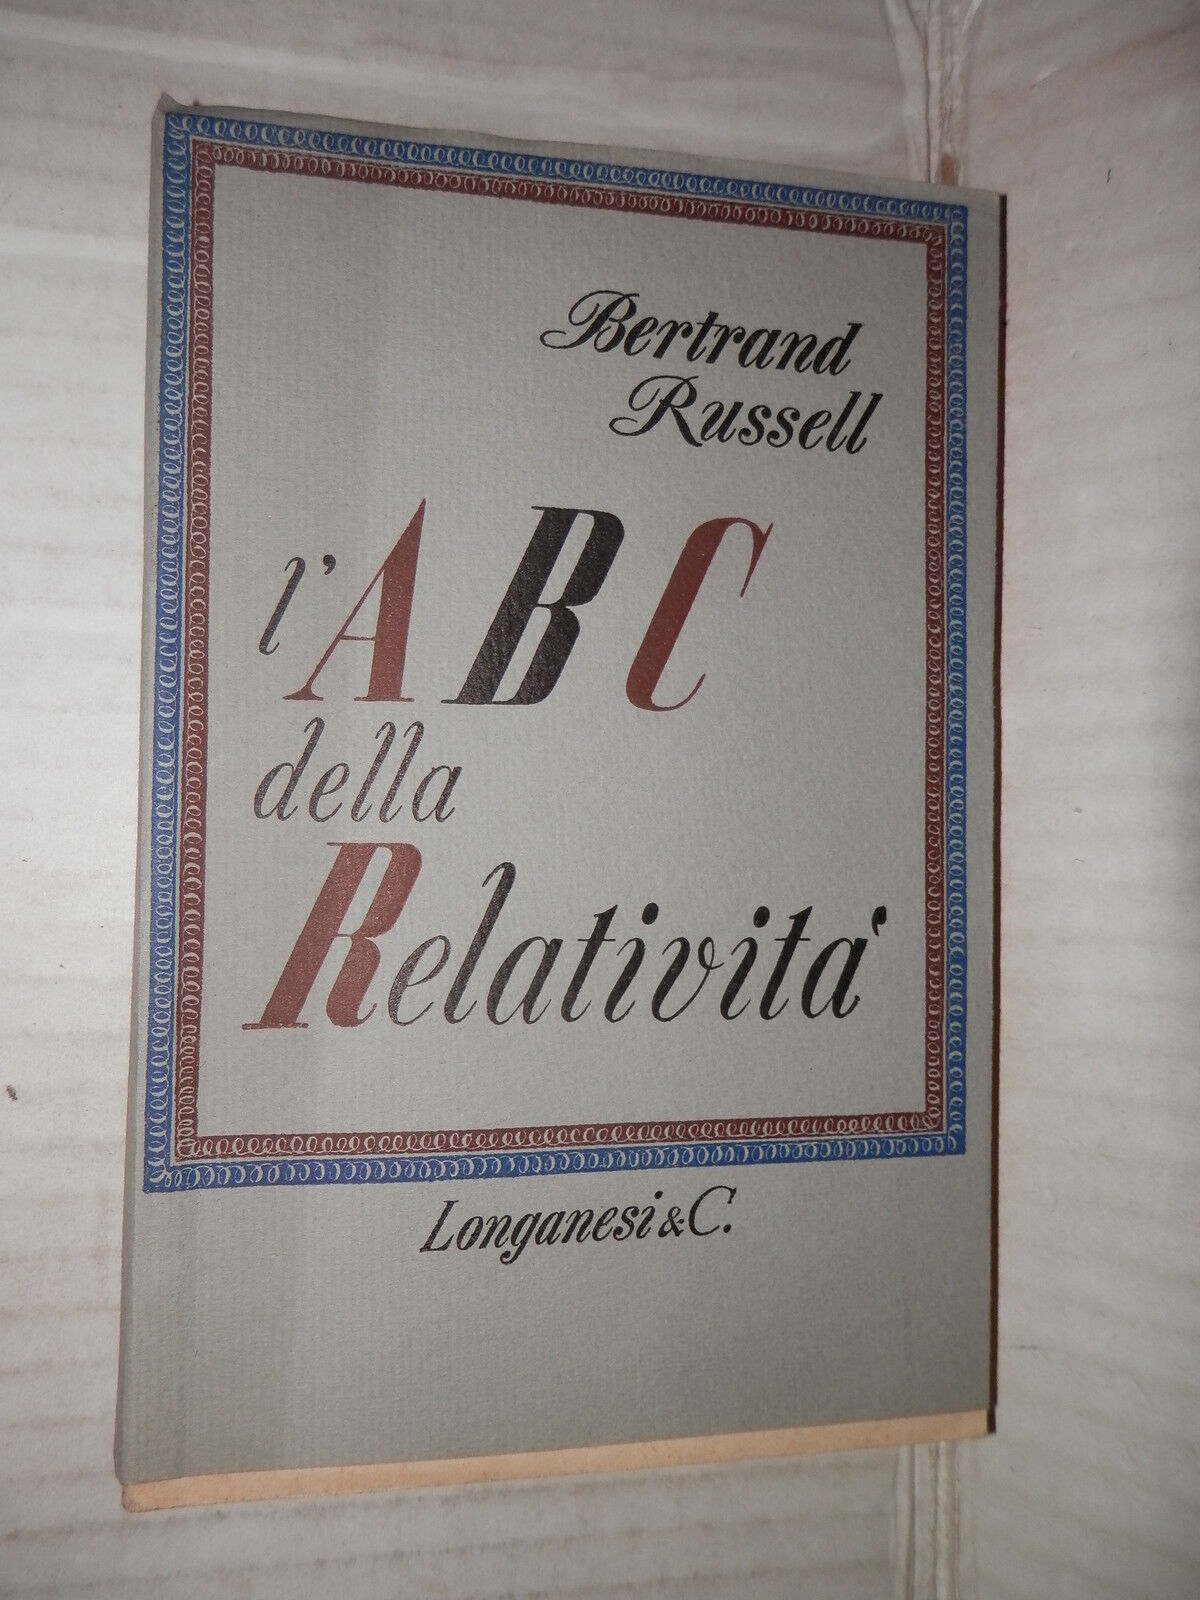 Bertrand
Russell
l'ABC
della
Relatività
Longanesi & C.